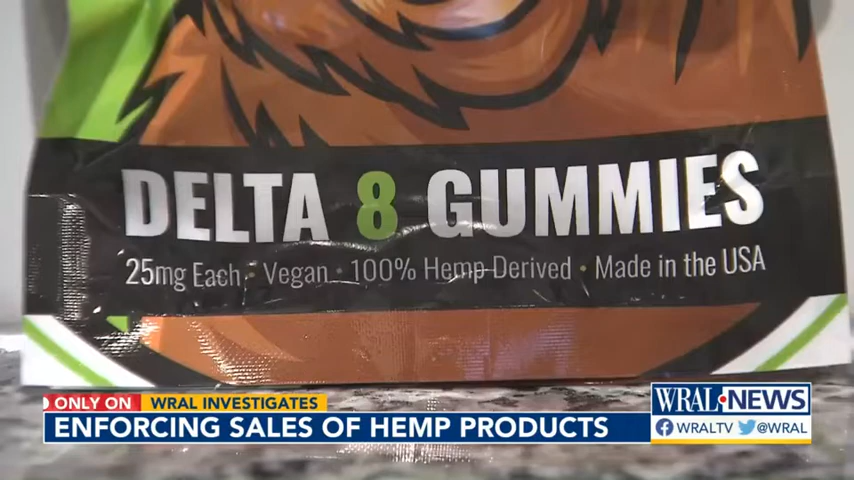 DELTA 8 GUMMIES
25mg Each • Vegan • 100% Hemp Derived • Made in the USA
ONLY ON WRAL INVESTIGATES
ENFORCING SALES OF HEMP PRODUCTS
WRAL NEWS
WRALTV @WRAL